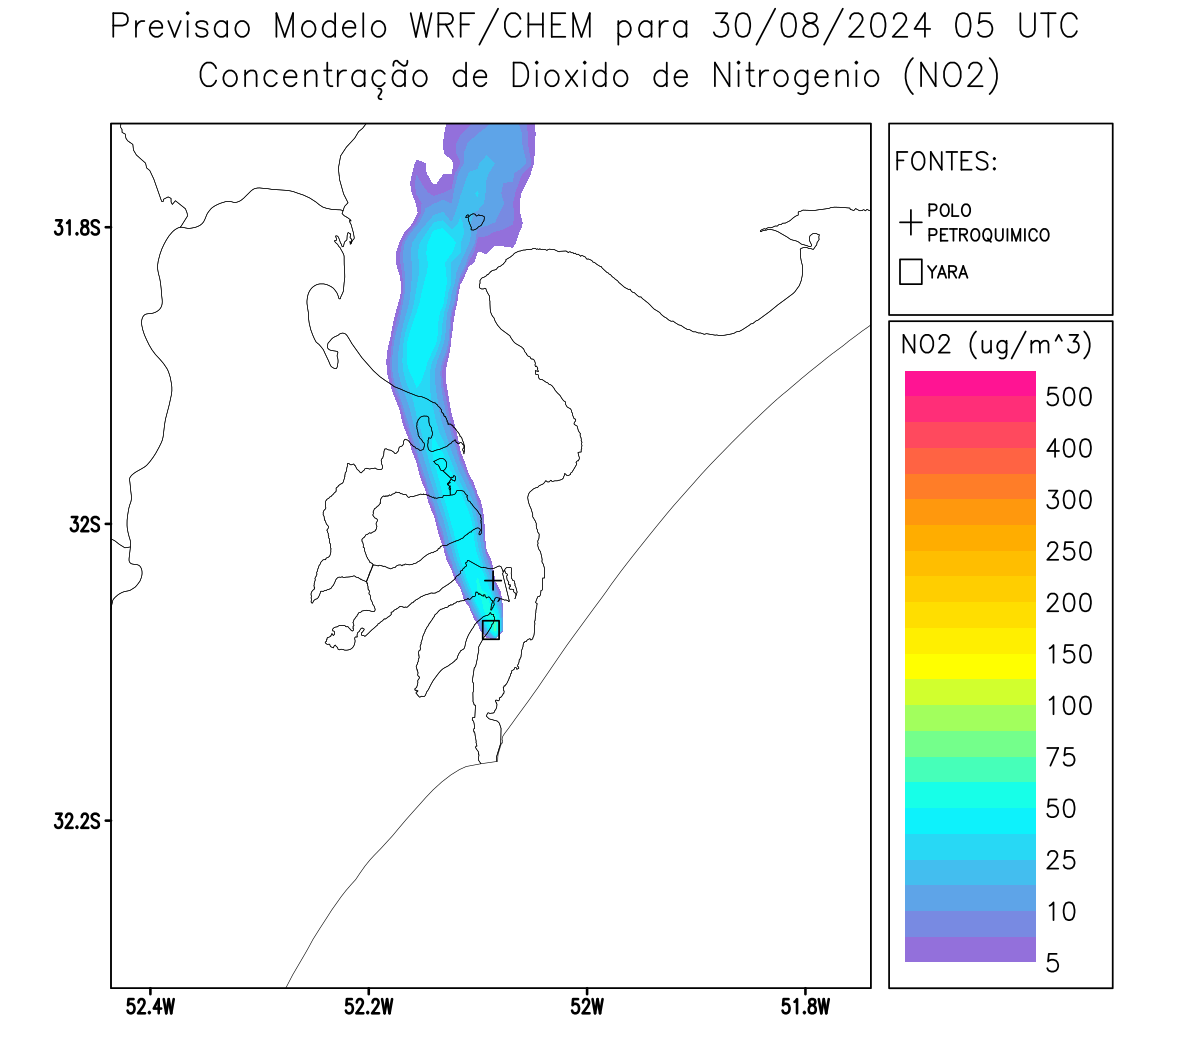 Previsao Modelo WRF/CHEM para 30/08/2024 05 UTC
Concentração de Dioxido de Nitrogenio (NO2)
FONTES:
POLO
PETROQUIMICO
YARA
NO2 (ug/m^3)
500
400
300
250
200
150
100
75
50
25
10
5
31.8S
32S
32.2S
52.4W
52.2W
52W
51.8W